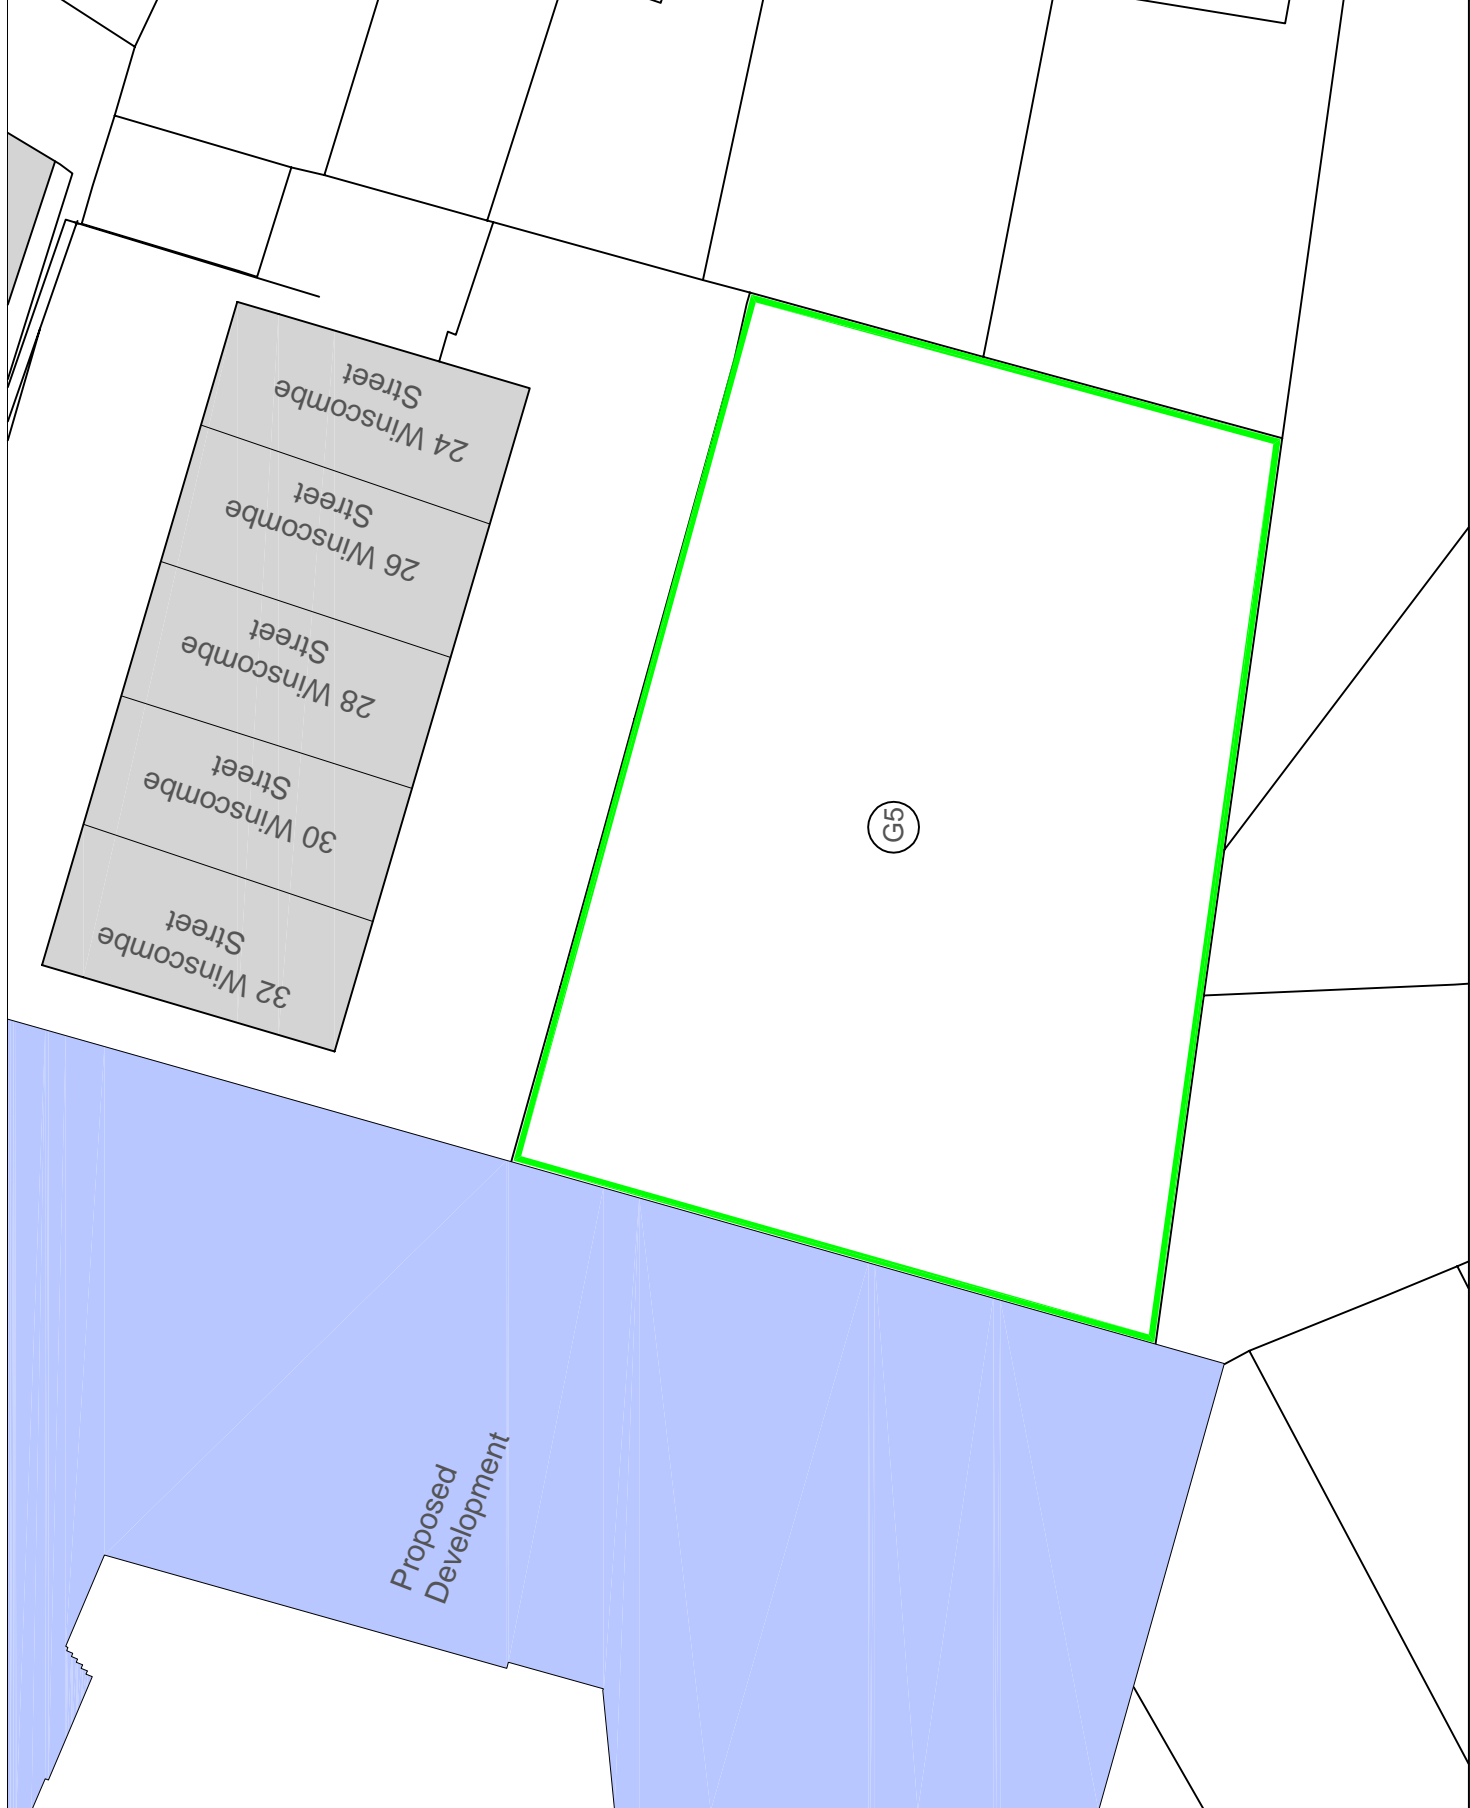 24 Winscombe
Street
26 Winscombe
Street
28 Winscombe
Street
30 Winscombe
Street
32 Winscombe
Street
G5
Proposed
Development